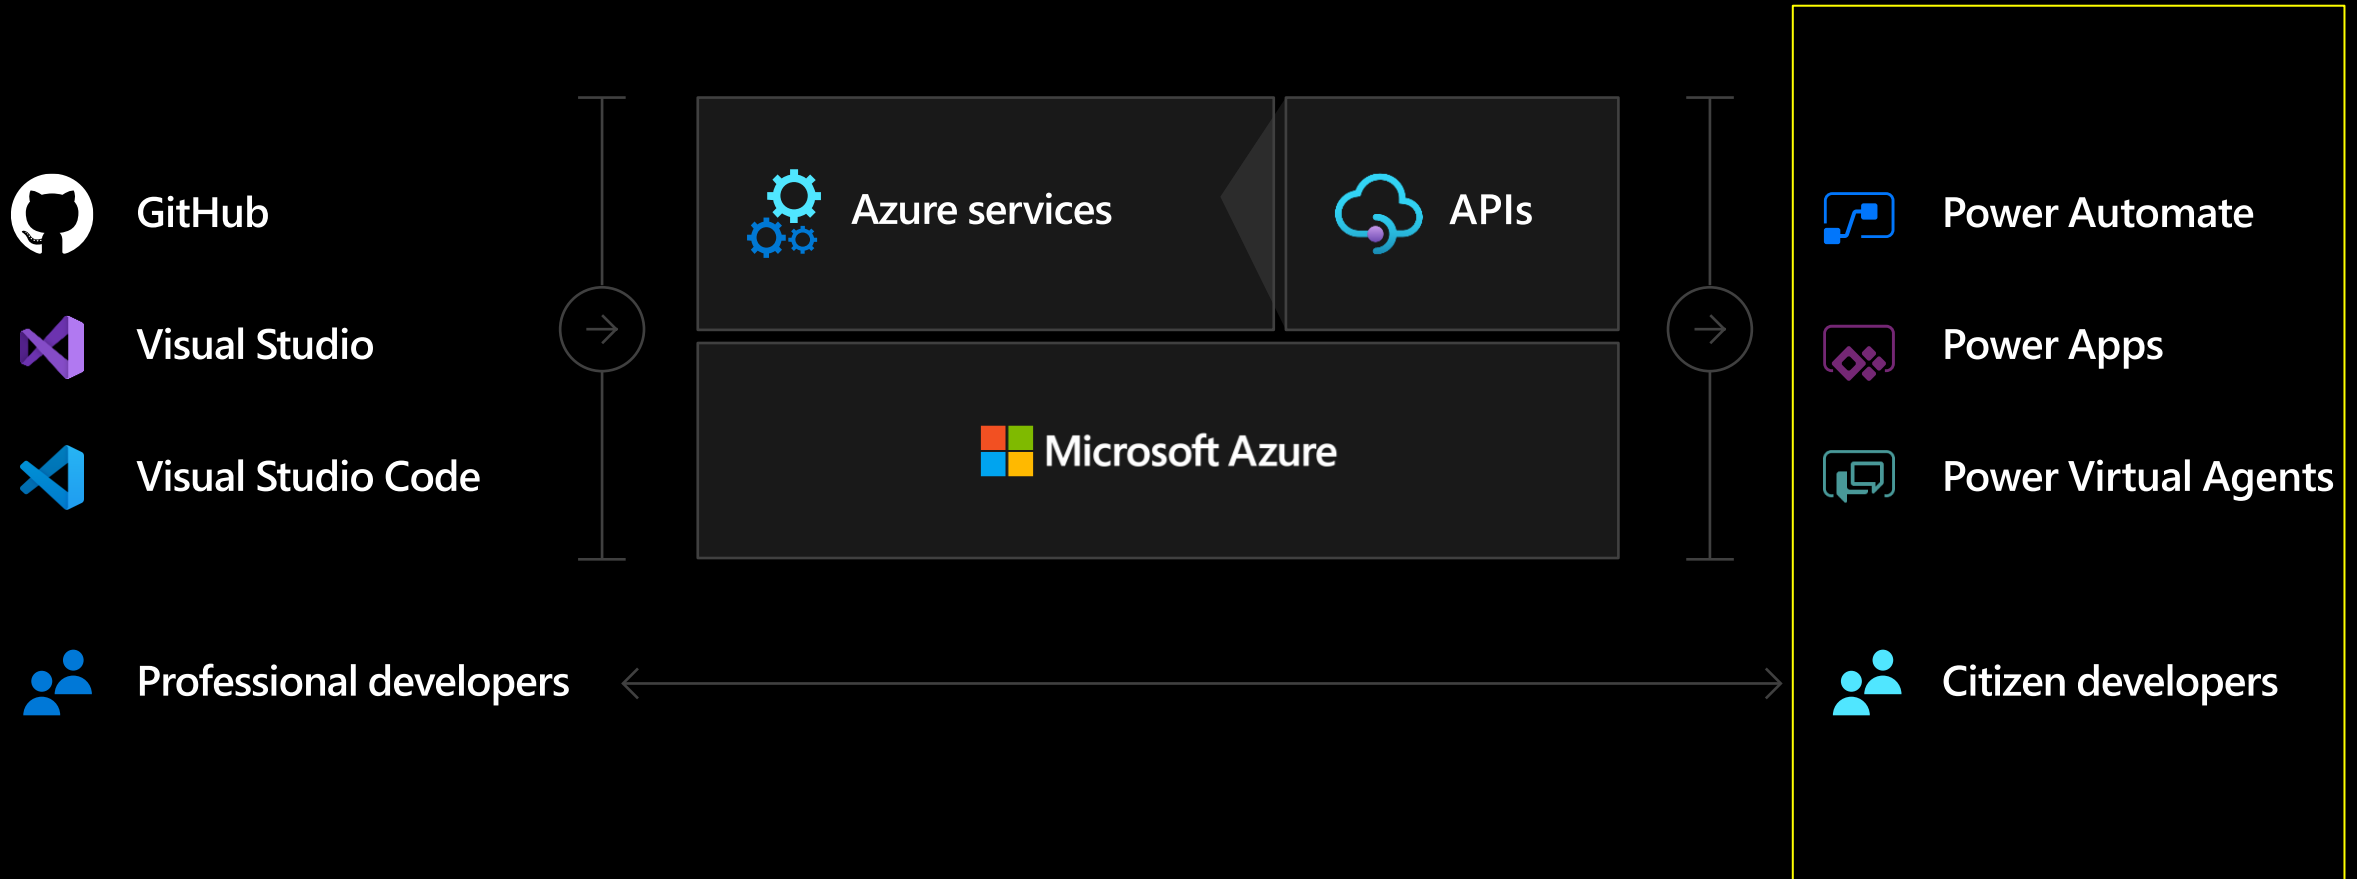 GitHub
Visual Studio
Visual Studio Code
Professional developers
Azure services
APIs
Microsoft Azure
Power Automate
Power Apps
Power Virtual Agents
Citizen developers